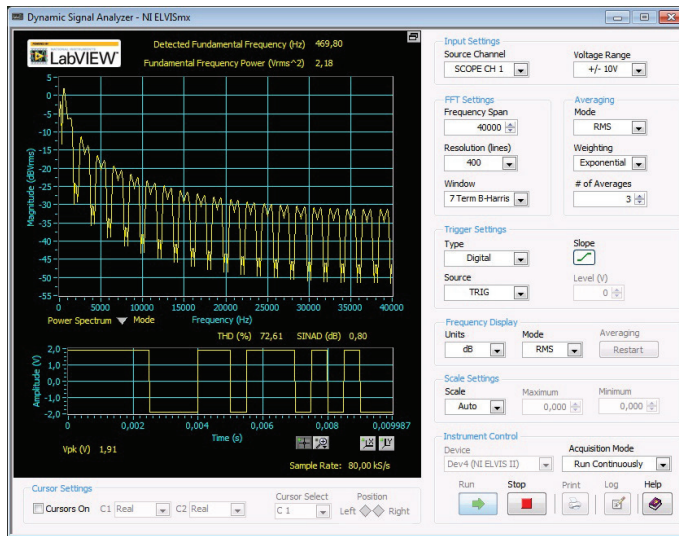 Dynamic Signal Analyzer - NI ELVISmx
LabVIEW
Detected Fundamental Frequency (Hz) 469,80
Fundamental Frequency Power (Vrms^2) 2,18
5
0
-5
-10
-15
-20
-25
-30
-35
-40
-45
-50
-55
Magnitude (dBVrms)
0 5000 10000 15000 20000 25000 30000 35000 40000
Power Spectrum Mode Frequency (Hz)
THD (%) 72,61 SINAD (dB) 0,80
2,0
1,0
0,0
-1,0
-2,0
Amplitude (V)
0 0,002 0,004 0,006 0,008 0,009987
Time (s)
Vpk (V) 1,91
Sample Rate: 80,00 kS/s
Cursor Settings
Cursors On C1 Real C2 Real
Cursor Select
C 1
Position
Left Right
Input Settings
Source Channel
SCOPE CH 1
Voltage Range
+/- 10V
FFT Settings
Frequency Span
40000
Resolution (lines)
400
Window
7 Term B-Harris
Averaging
Mode
RMS
Weighting
Exponential
# of Averages
3
Trigger Settings
Type
Digital
Slope
Source
TRIG
Level (V)
0
Frequency Display
Units
dB
Mode
RMS
Averaging
Restart
Scale Settings
Scale
Auto
Maximum
0,000
Minimum
0,000
Instrument Control
Device
Dev4 (NI ELVIS II)
Acquisition Mode
Run Continuously
Run Stop Print Log Help